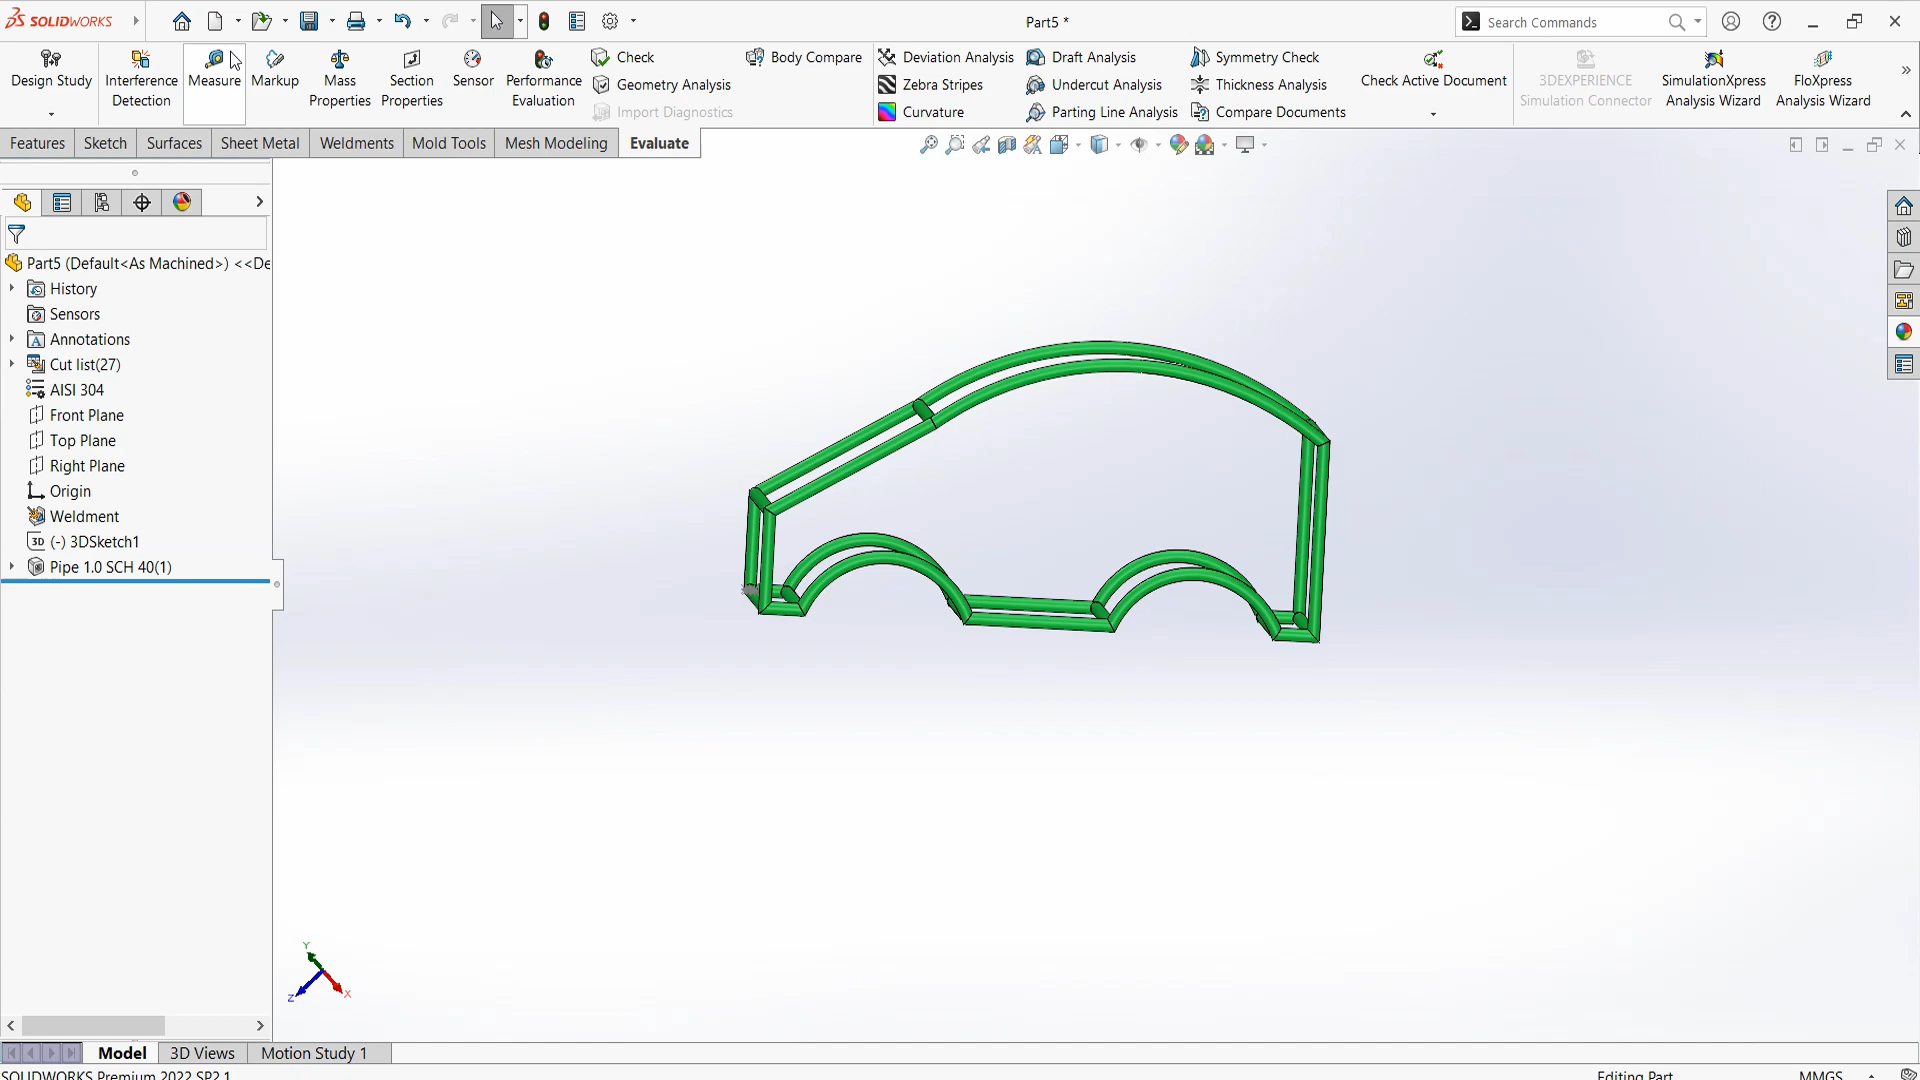 SOLIDWORKS
Part5 *
Search Commands
Design Study
Interference Detection
Measure
Markup
Mass Properties
Section Properties
Sensor
Performance Evaluation
Check
Geometry Analysis
Import Diagnostics
Body Compare
Deviation Analysis
Zebra Stripes
Curvature
Draft Analysis
Undercut Analysis
Parting Line Analysis
Symmetry Check
Thickness Analysis
Compare Documents
Check Active Document
3DEXPERIENCE Simulation Connector
SimulationXpress Analysis Wizard
FloXpress Analysis Wizard
Features Sketch Surfaces Sheet Metal Weldments Mold Tools Mesh Modeling Evaluate
Part5 (Default<As Machined>) <<De
History
Sensors
Annotations
Cut list(27)
AISI 304
Front Plane
Top Plane
Right Plane
Origin
Weldment
3D (-) 3DSketch1
Pipe 1.0 SCH 40(1)
Y
Z X
Model 3D Views Motion Study 1
SOLIDWORKS Premium 2022 SP2.1 Editing Part MMGS